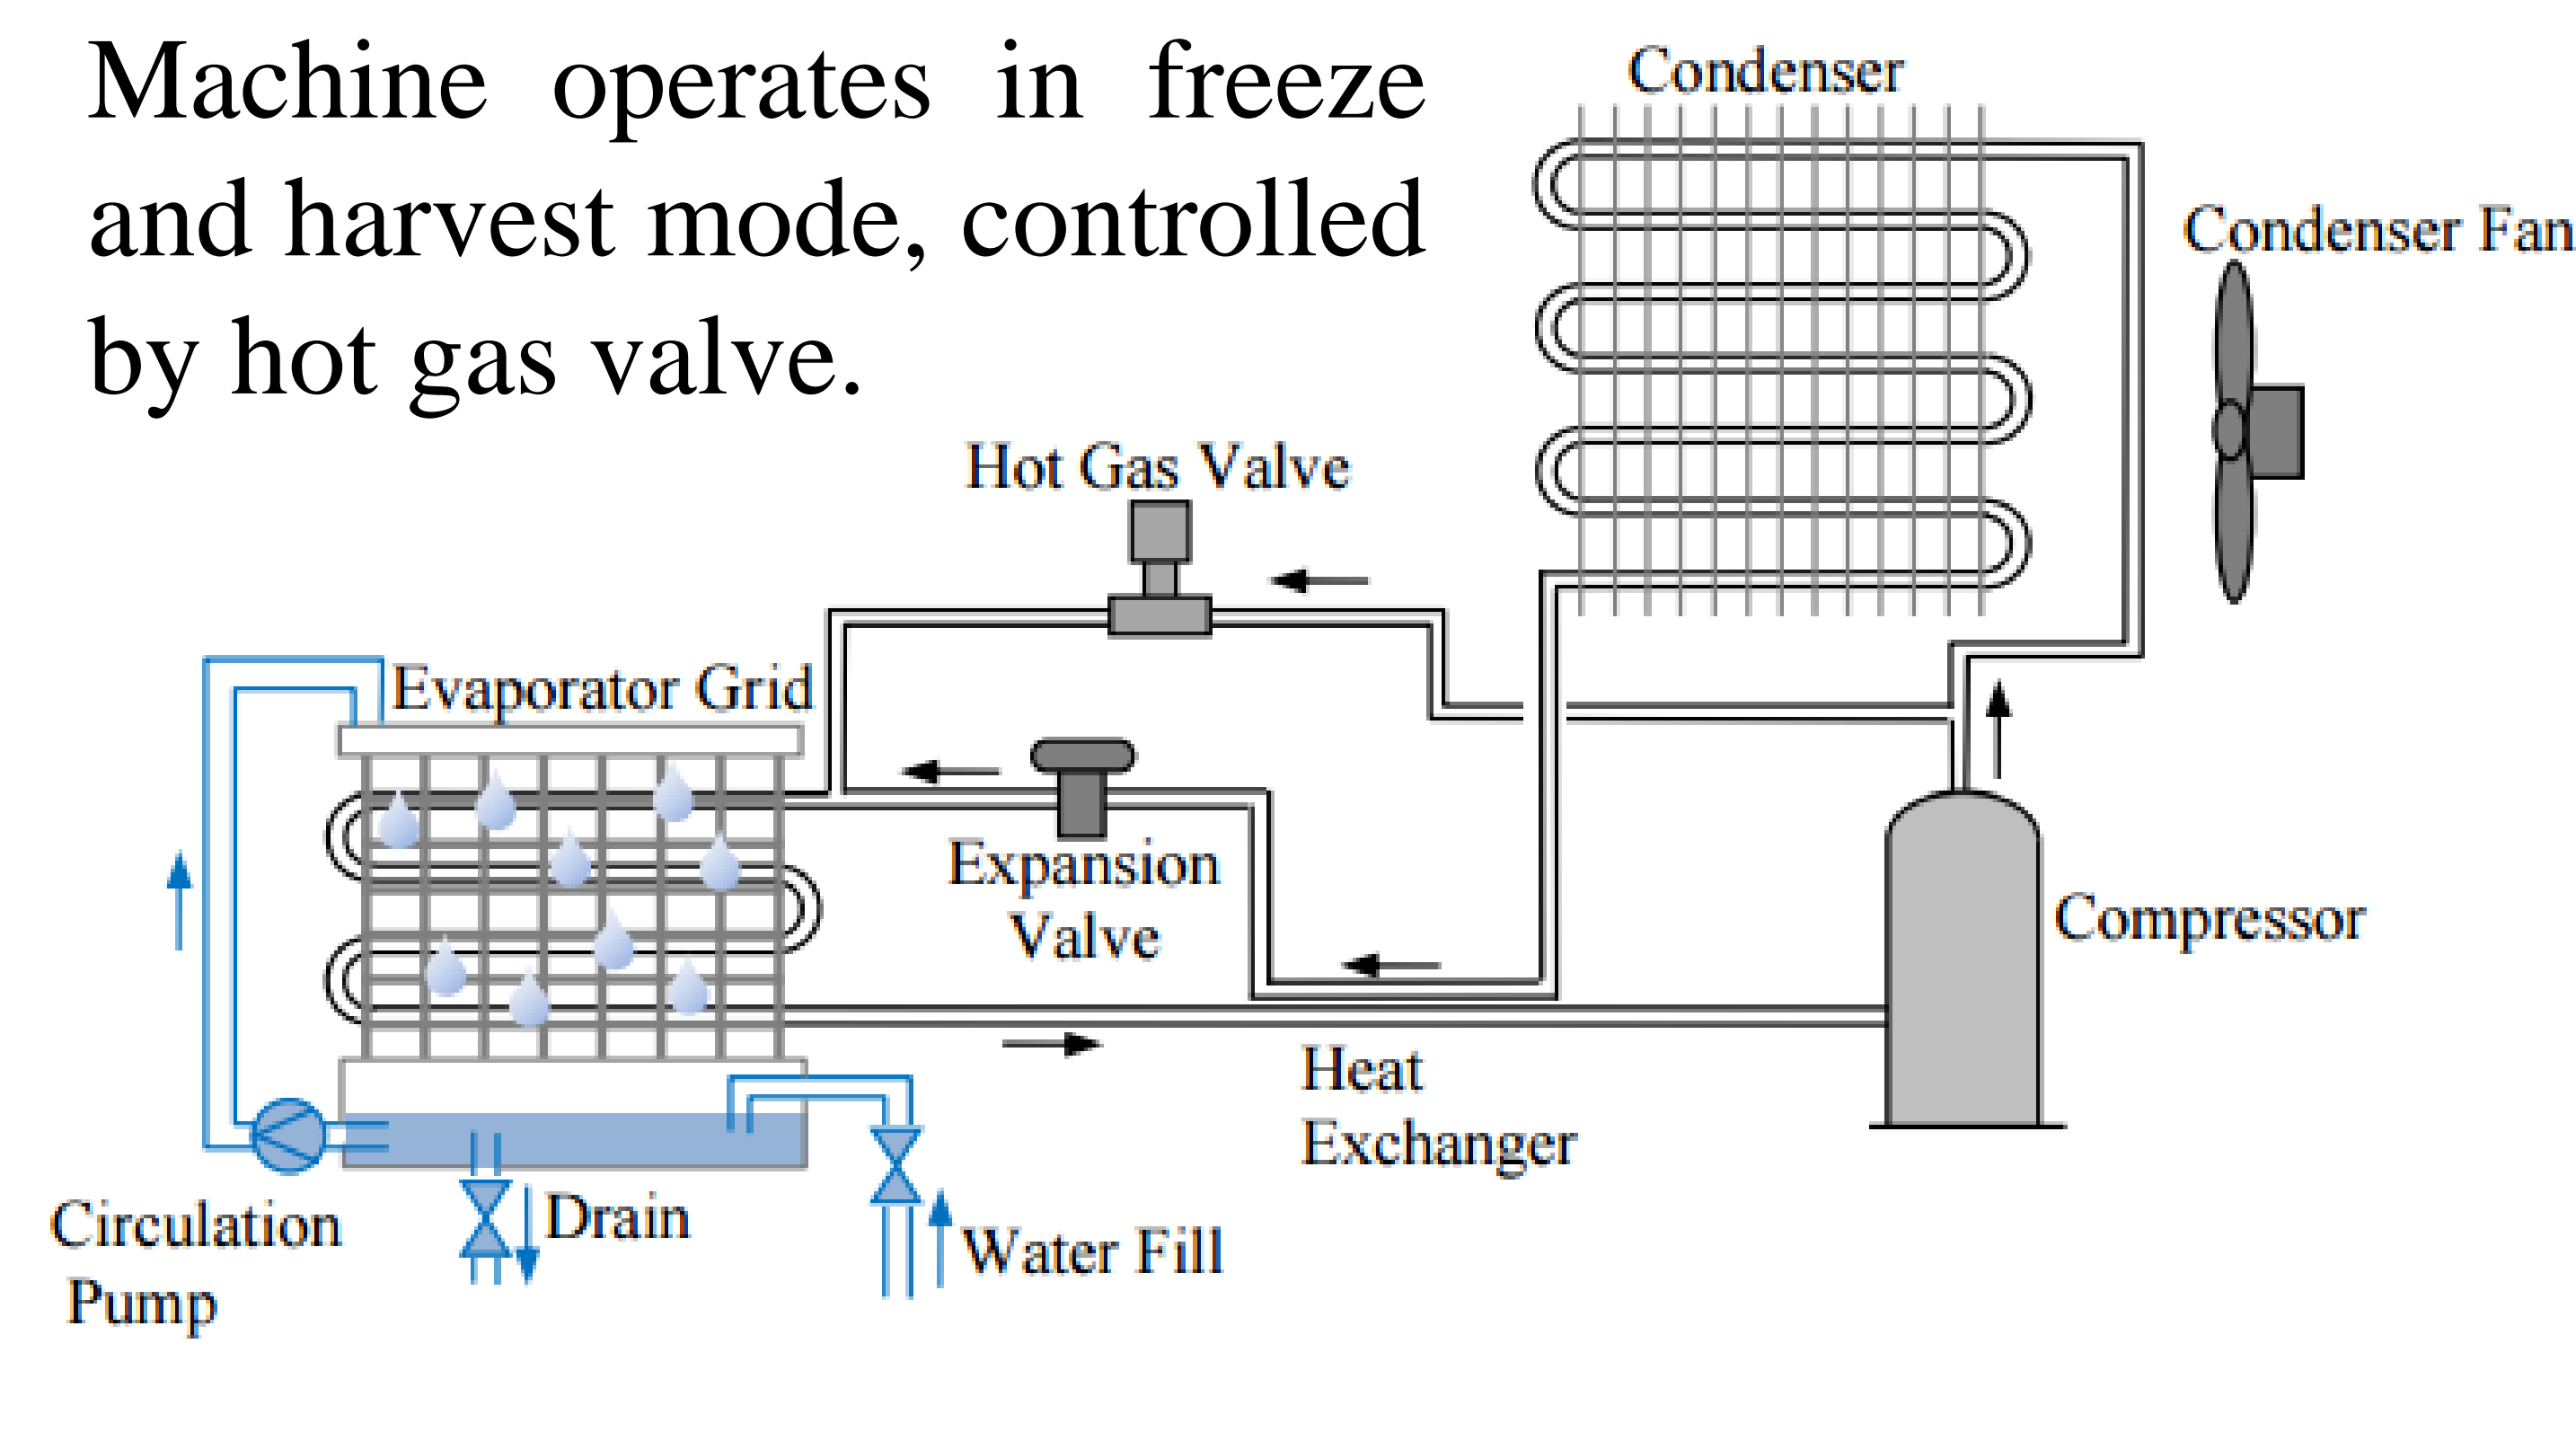 Machine operates in freeze
and harvest mode, controlled
by hot gas valve.
Condenser
Condenser Fan
Hot Gas Valve
Evaporator Grid
Expansion
Valve
Compressor
Heat
Exchanger
Circulation
Pump
Drain
Water Fill